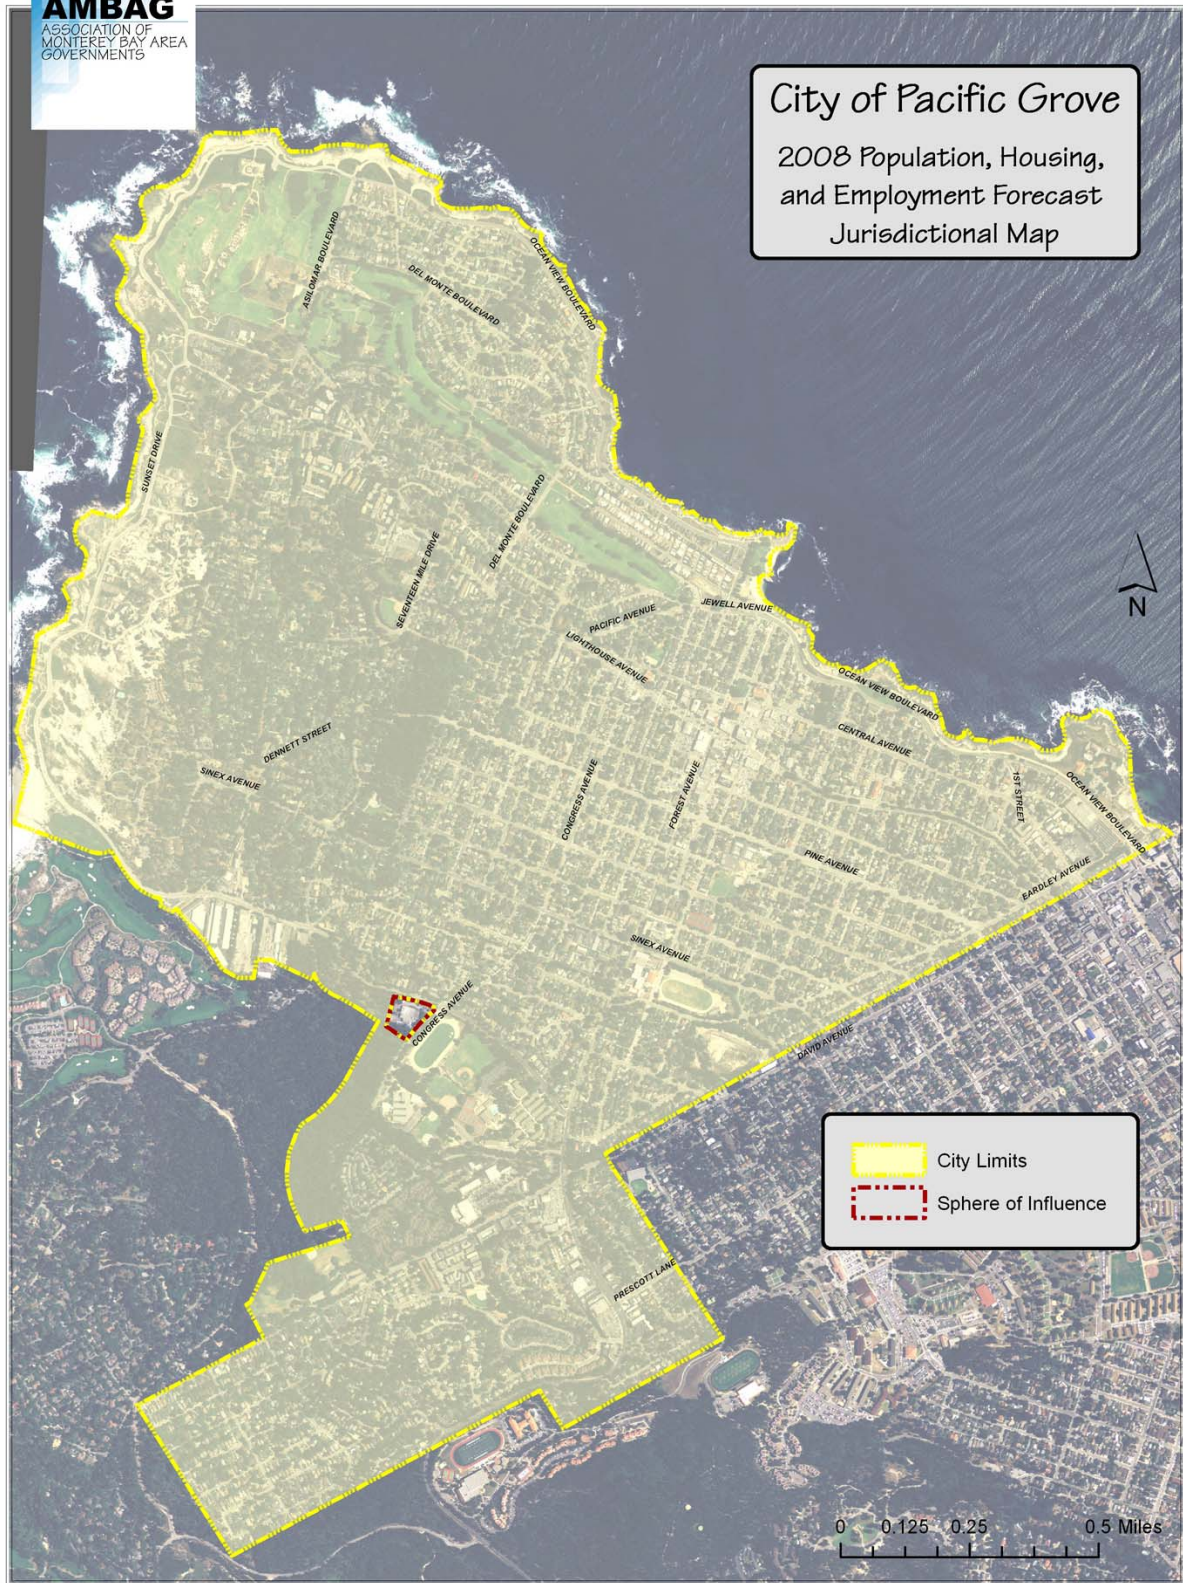 AMBAG
ASSOCIATION OF
MONTEREY BAY AREA
GOVERNMENTS
City of Pacific Grove
2008 Population, Housing,
and Employment Forecast
Jurisdictional Map
ASILOMAR BOULEVARD
DEL MONTE BOULEVARD
OCEAN VIEW BOULEVARD
SUNSET DRIVE
SEVENTEEN MILE DRIVE
DEL MONTE BOULEVARD
JEWELL AVENUE
PACIFIC AVENUE
LIGHTHOUSE AVENUE
N
OCEAN VIEW BOULEVARD
CENTRAL AVENUE
DENNETT STREET
SINEX AVENUE
CONGRESS AVENUE
FOREST AVENUE
1ST STREET
OCEAN VIEW BOULEVARD
PINE AVENUE
EARDLEY AVENUE
SINEX AVENUE
CONGRESS AVENUE
DAVID AVENUE
PRESCOTT LANE
City Limits
Sphere of Influence
0 0.125 0.25 0.5 Miles